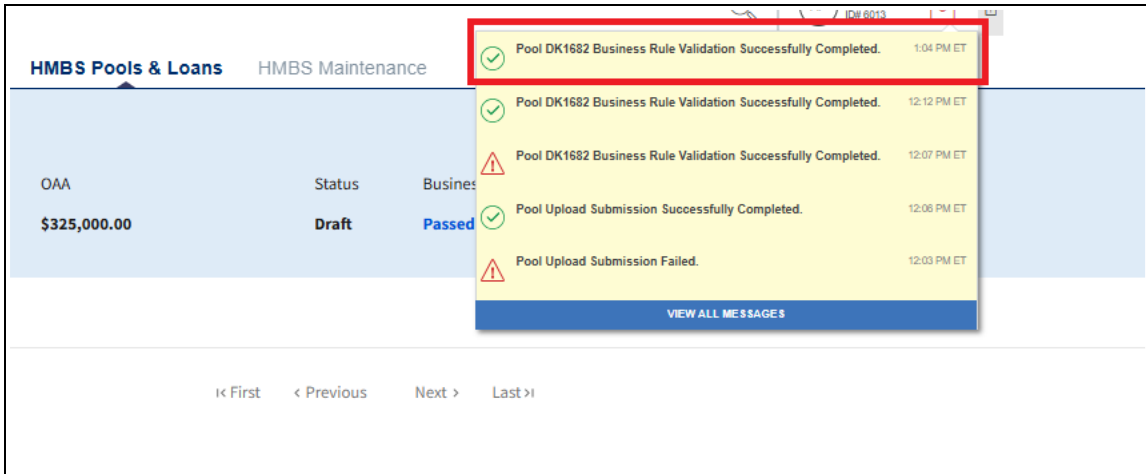 ID# 6013
HMBS Pools & Loans HMBS Maintenance
Pool DK1682 Business Rule Validation Successfully Completed. 1:04 PM ET
Pool DK1682 Business Rule Validation Successfully Completed. 12:12 PM ET
Pool DK1682 Business Rule Validation Successfully Completed. 12:07 PM ET
OAA Status Busines
Pool Upload Submission Successfully Completed. 12:06 PM ET
$325,000.00 Draft Passed
Pool Upload Submission Failed. 12:03 PM ET
VIEW ALL MESSAGES
First Previous Next Last